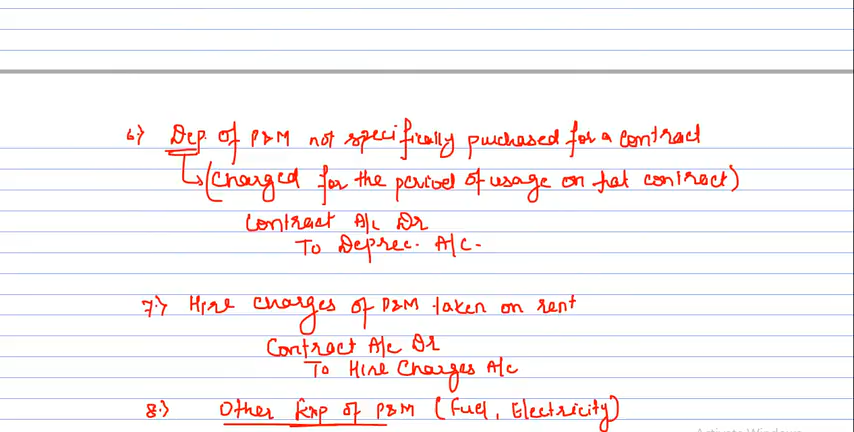 6.) Dep. of P&M not specifically purchased for a contract
(Charged for the period of usage on that contract)
Contract A/c Dr
To Deprec. A/c.
7.) Hire charges of P&M taken on rent
Contract A/c Dr
To Hire Charges A/c
8.) Other Exp of P&M (Fuel, Electricity)
Activate Windows